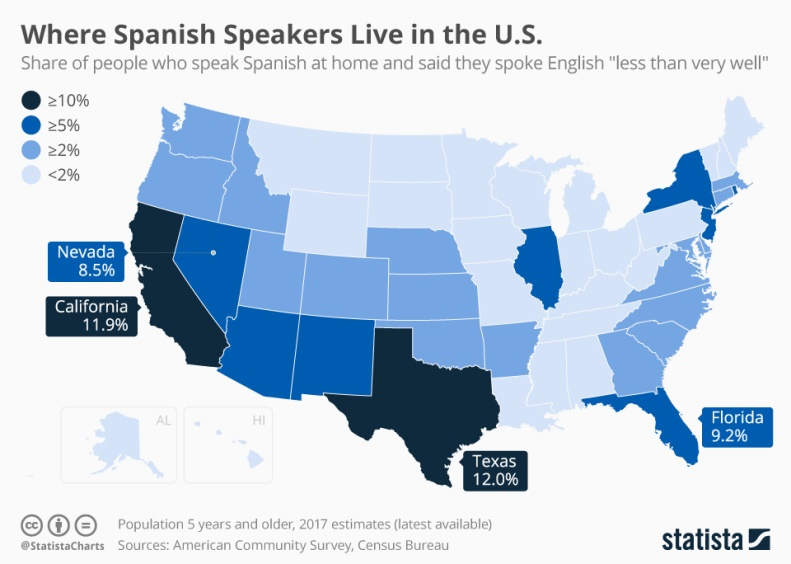 Where Spanish Speakers Live in the U.S.
Share of people who speak Spanish at home and said they spoke English "less than very well"
≥10%
≥5%
≥2%
<2%
Nevada
8.5%
California
11.9%
AL
HI
Texas
12.0%
Florida
9.2%
cc
@StatistaCharts
Population 5 years and older, 2017 estimates (latest available)
Sources: American Community Survey, Census Bureau
statista